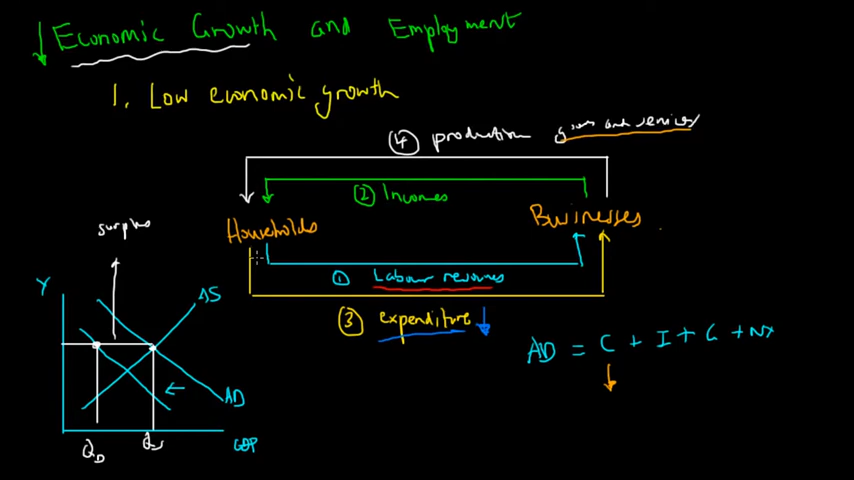 Economic Growth and Employment
1. Low economic growth
④ production goods and services
② Incomes
Households
Businesses
surplus
① Labour resources
③ expenditure
Y
AS
AD = C + I + G + NX
AD
GDP
QD
QS